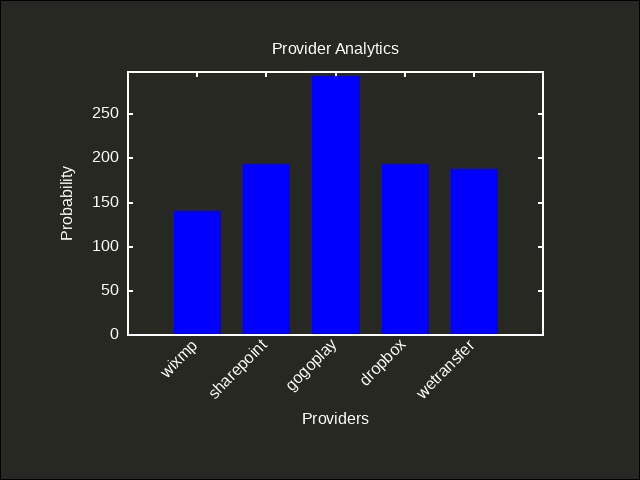 Provider Analytics
250
200
150
100
50
0
Probability
wixmp
sharepoint
gogoplay
dropbox
wetransfer
Providers